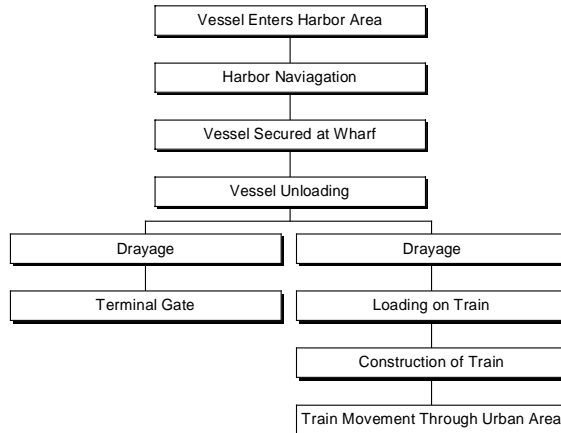 Vessel Enters Harbor Area
Harbor Naviagation
Vessel Secured at Wharf
Vessel Unloading
Drayage
Drayage
Terminal Gate
Loading on Train
Construction of Train
Train Movement Through Urban Area